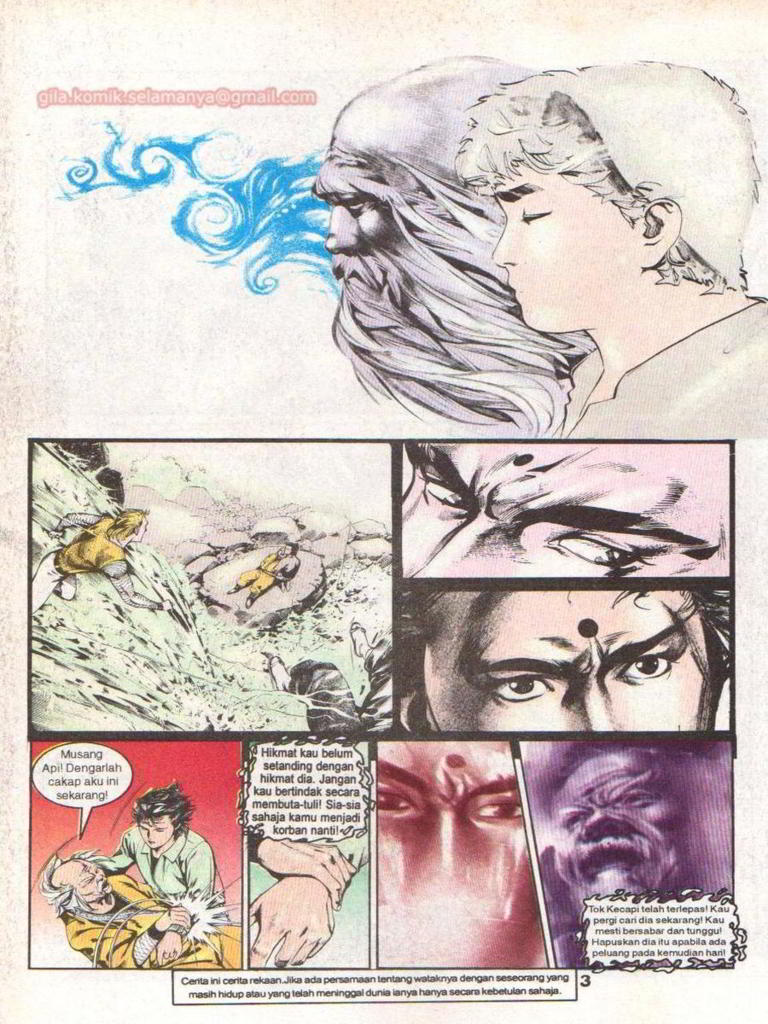 gila.komik.selamanya@gmail.com
Musang
Api! Dengarlah
cakap aku ini
sekarang!
Hikmat kau belum
setanding dengan
hikmat dia. Jangan
kau bertindak secara
membuta-tuli! Sia-sia
sahaja kamu menjadi
korban nanti!
Tok Kecapi telah terlepas! Kau
pergi cari dia sekarang! Kau
mesti bersabar dan tunggu!
Hapuskan dia itu apabila ada
peluang pada kemudian hari!
Cerita ini cerita rekaan.Jika ada persamaan tentang wataknya dengan seseorang yang
masih hidup atau yang telah meninggal dunia ianya hanya secara kebetulan sahaja.
3